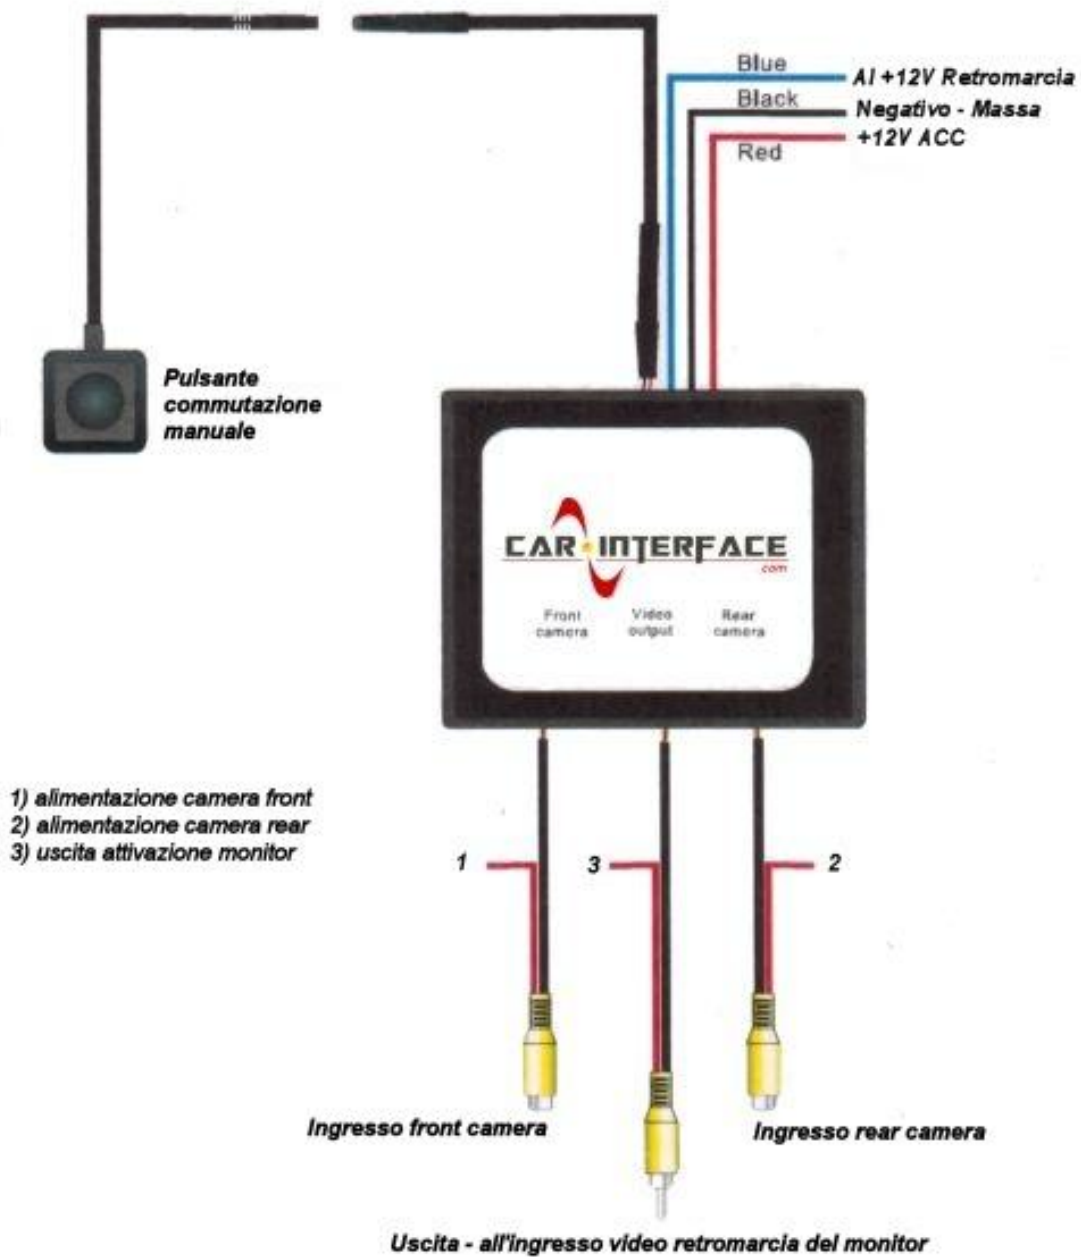 Blue
Al +12V Retromarcia
Black
Negativo - Massa
+12V ACC
Red
Pulsante
commutazione
manuale
CAR INTERFACE
com
Front
camera
Video
output
Rear
camera
1) alimentazione camera front
2) alimentazione camera rear
3) uscita attivazione monitor
1
3
2
Ingresso front camera
Ingresso rear camera
Uscita - all'ingresso video retromarcia del monitor